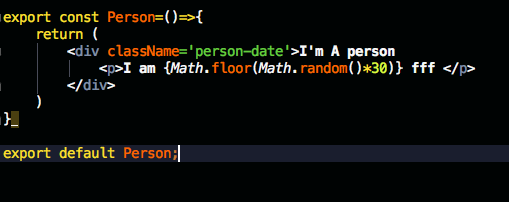 export const Person=()=>{
return (
<div className='person-date'>I'm A person
<p>I am {Math.floor(Math.random()*30)} fff </p>
</div>
)
}
export default Person;